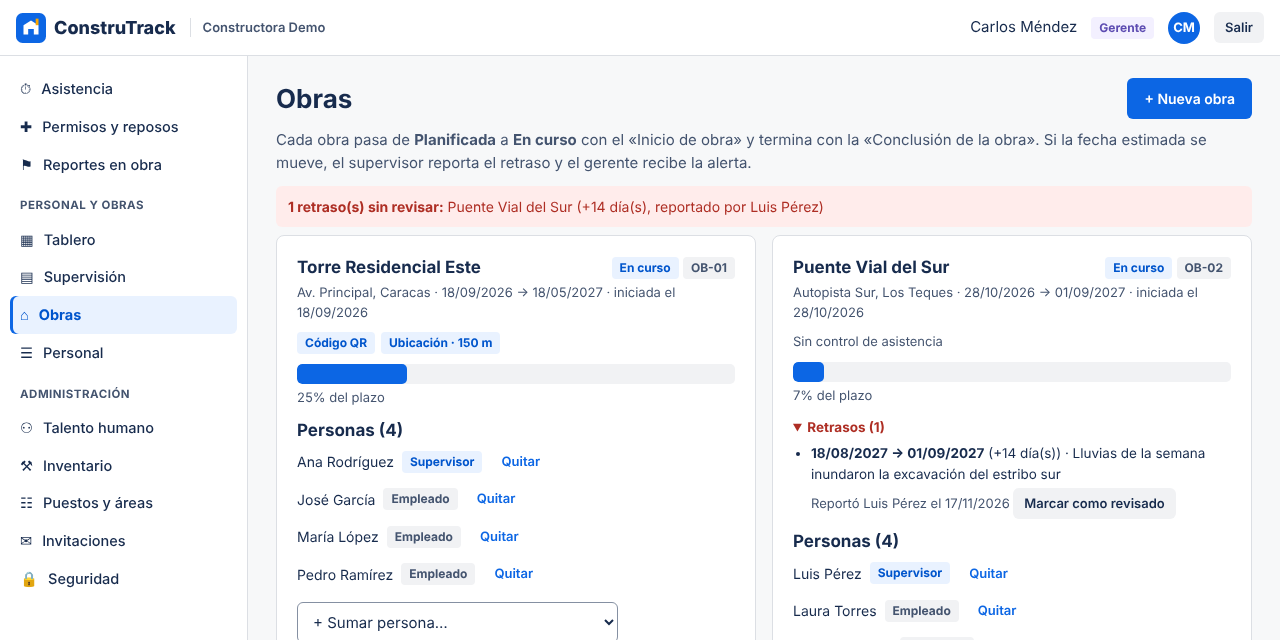 ConstruTrack
Constructora Demo
Carlos Méndez
Gerente
CM
Salir
Asistencia
Permisos y reposos
Reportes en obra
PERSONAL Y OBRAS
Tablero
Supervisión
Obras
Personal
ADMINISTRACIÓN
Talento humano
Inventario
Puestos y áreas
Invitaciones
Seguridad
Obras
+ Nueva obra
Cada obra pasa de Planificada a En curso con el «Inicio de obra» y termina con la «Conclusión de la obra». Si la fecha estimada se
mueve, el supervisor reporta el retraso y el gerente recibe la alerta.
1 retraso(s) sin revisar: Puente Vial del Sur (+14 día(s), reportado por Luis Pérez)
Torre Residencial Este
En curso
OB-01
Av. Principal, Caracas · 18/09/2026 → 18/05/2027 · iniciada el
18/09/2026
Código QR
Ubicación · 150 m
25% del plazo
Personas (4)
Ana Rodríguez Supervisor Quitar
José García Empleado Quitar
María López Empleado Quitar
Pedro Ramírez Empleado Quitar
+ Sumar persona...
Puente Vial del Sur
En curso
OB-02
Autopista Sur, Los Teques · 28/10/2026 → 01/09/2027 · iniciada el
28/10/2026
Sin control de asistencia
7% del plazo
▼ Retrasos (1)
• 18/08/2027 → 01/09/2027 (+14 día(s)) · Lluvias de la semana
inundaron la excavación del estribo sur
Reportó Luis Pérez el 17/11/2026 Marcar como revisado
Personas (4)
Luis Pérez Supervisor Quitar
Laura Torres Empleado Quitar